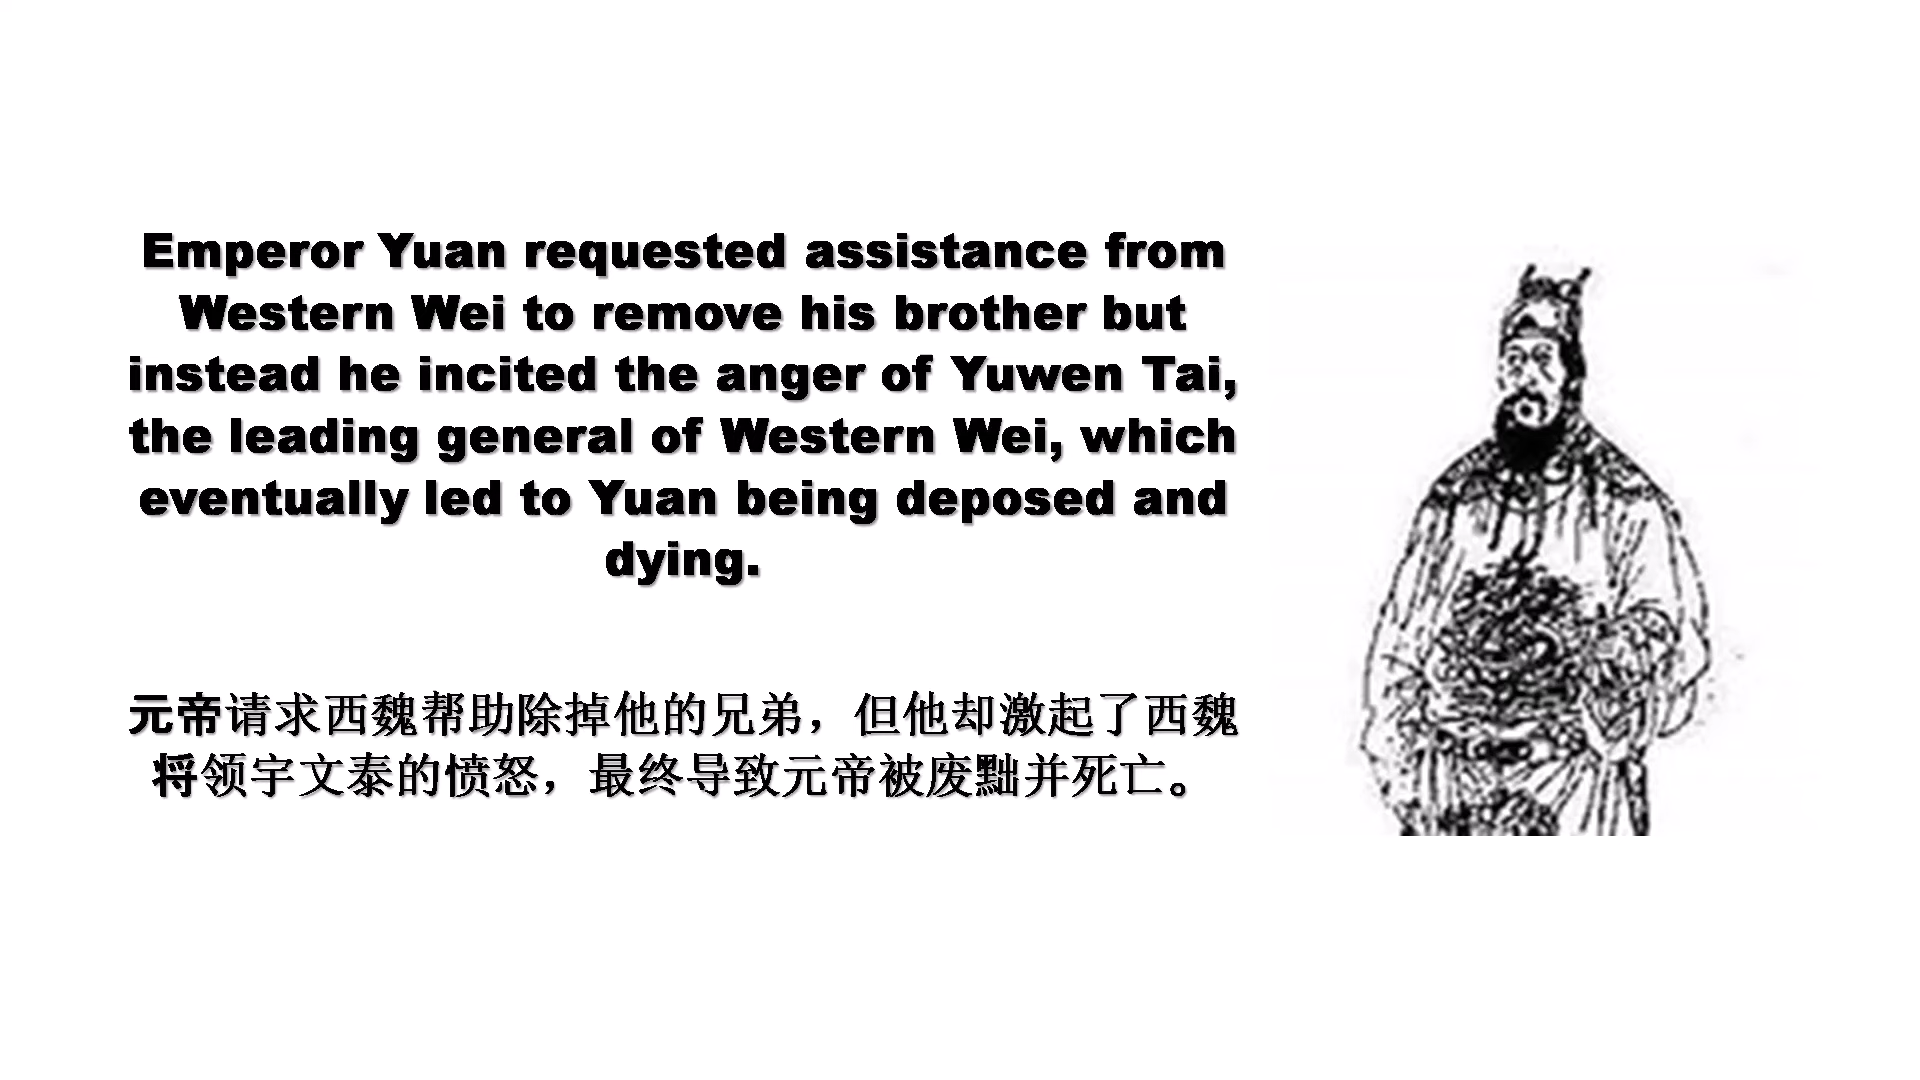 Emperor Yuan requested assistance from
Western Wei to remove his brother but
instead he incited the anger of Yuwen Tai,
the leading general of Western Wei, which
eventually led to Yuan being deposed and
dying.
元帝请求西魏帮助除掉他的兄弟，但他却激起了西魏
将领宇文泰的愤怒，最终导致元帝被废黜并死亡。